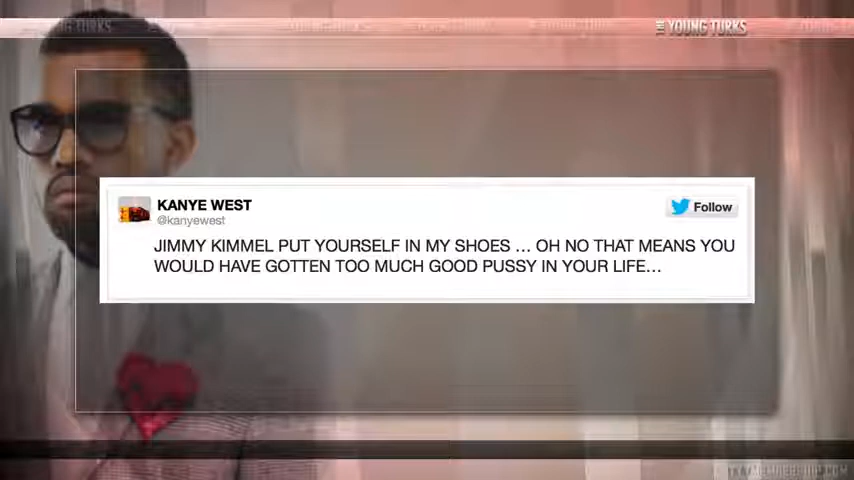 THE YOUNG TURKS
KANYE WEST
@kanyewest
Follow
JIMMY KIMMEL PUT YOURSELF IN MY SHOES ... OH NO THAT MEANS YOU
WOULD HAVE GOTTEN TOO MUCH GOOD PUSSY IN YOUR LIFE...